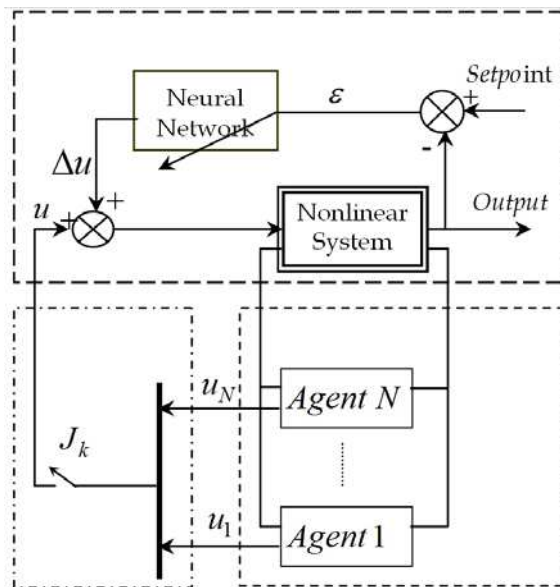 Setpoint
+
Neural
Network
ε
-
Δu
+
u
+
Nonlinear
System
Output
u_N
Agent N
J_k
u_1
Agent 1